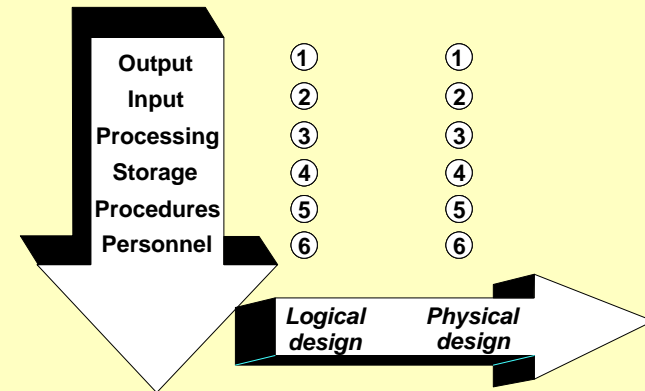 Output ① ①
Input ② ②
Processing ③ ③
Storage ④ ④
Procedures ⑤ ⑤
Personnel ⑥ ⑥
Logical Physical
design design